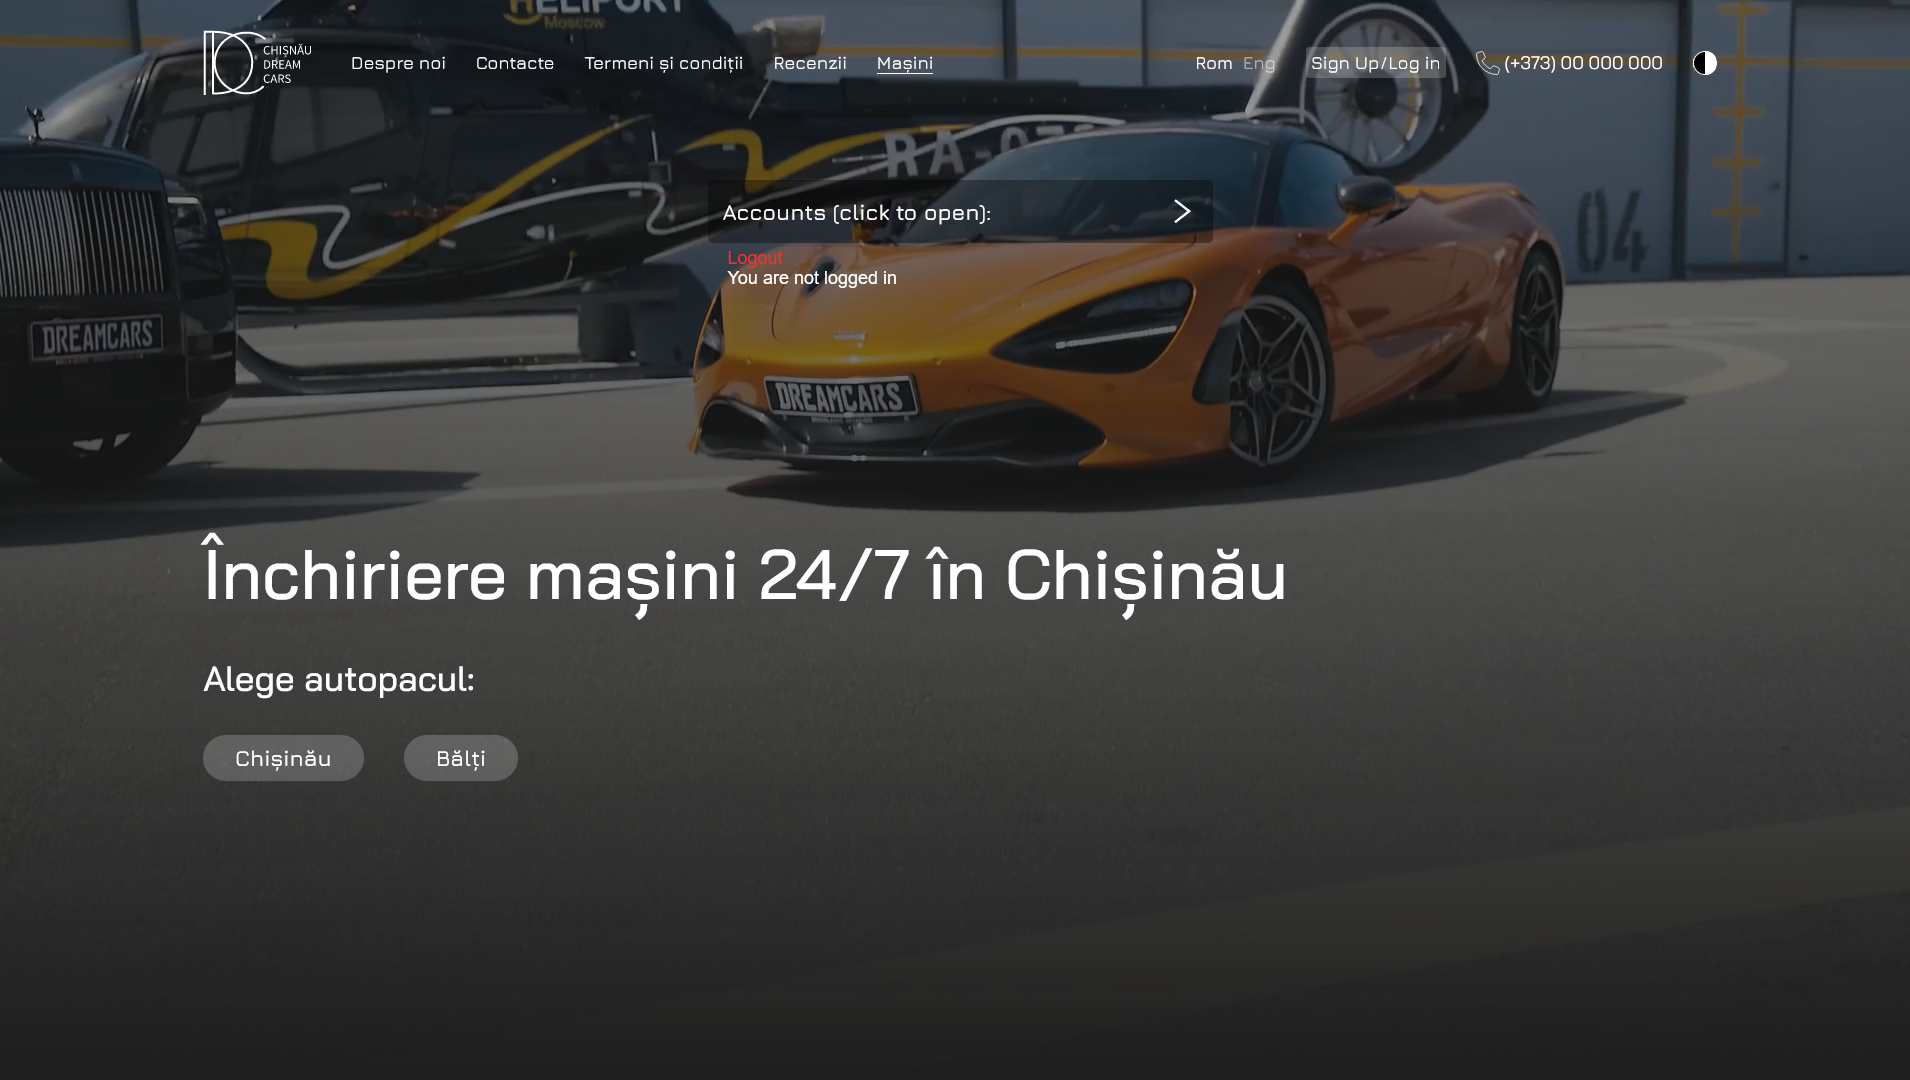 HELIPORT
Moscow
CHIȘNĂU
DREAM
CARS
Despre noi
Contacte
Termeni și condiții
Recenzii
Mașini
Rom
Eng
Sign Up/Log in
(+373) 00 000 000
RA-07
04
Accounts (click to open):
Logout
You are not logged in
DREAMCARS
DREAMCARS
Închiriere mașini 24/7 în Chișinău
Alege autopacul:
Chișinău
Bălți